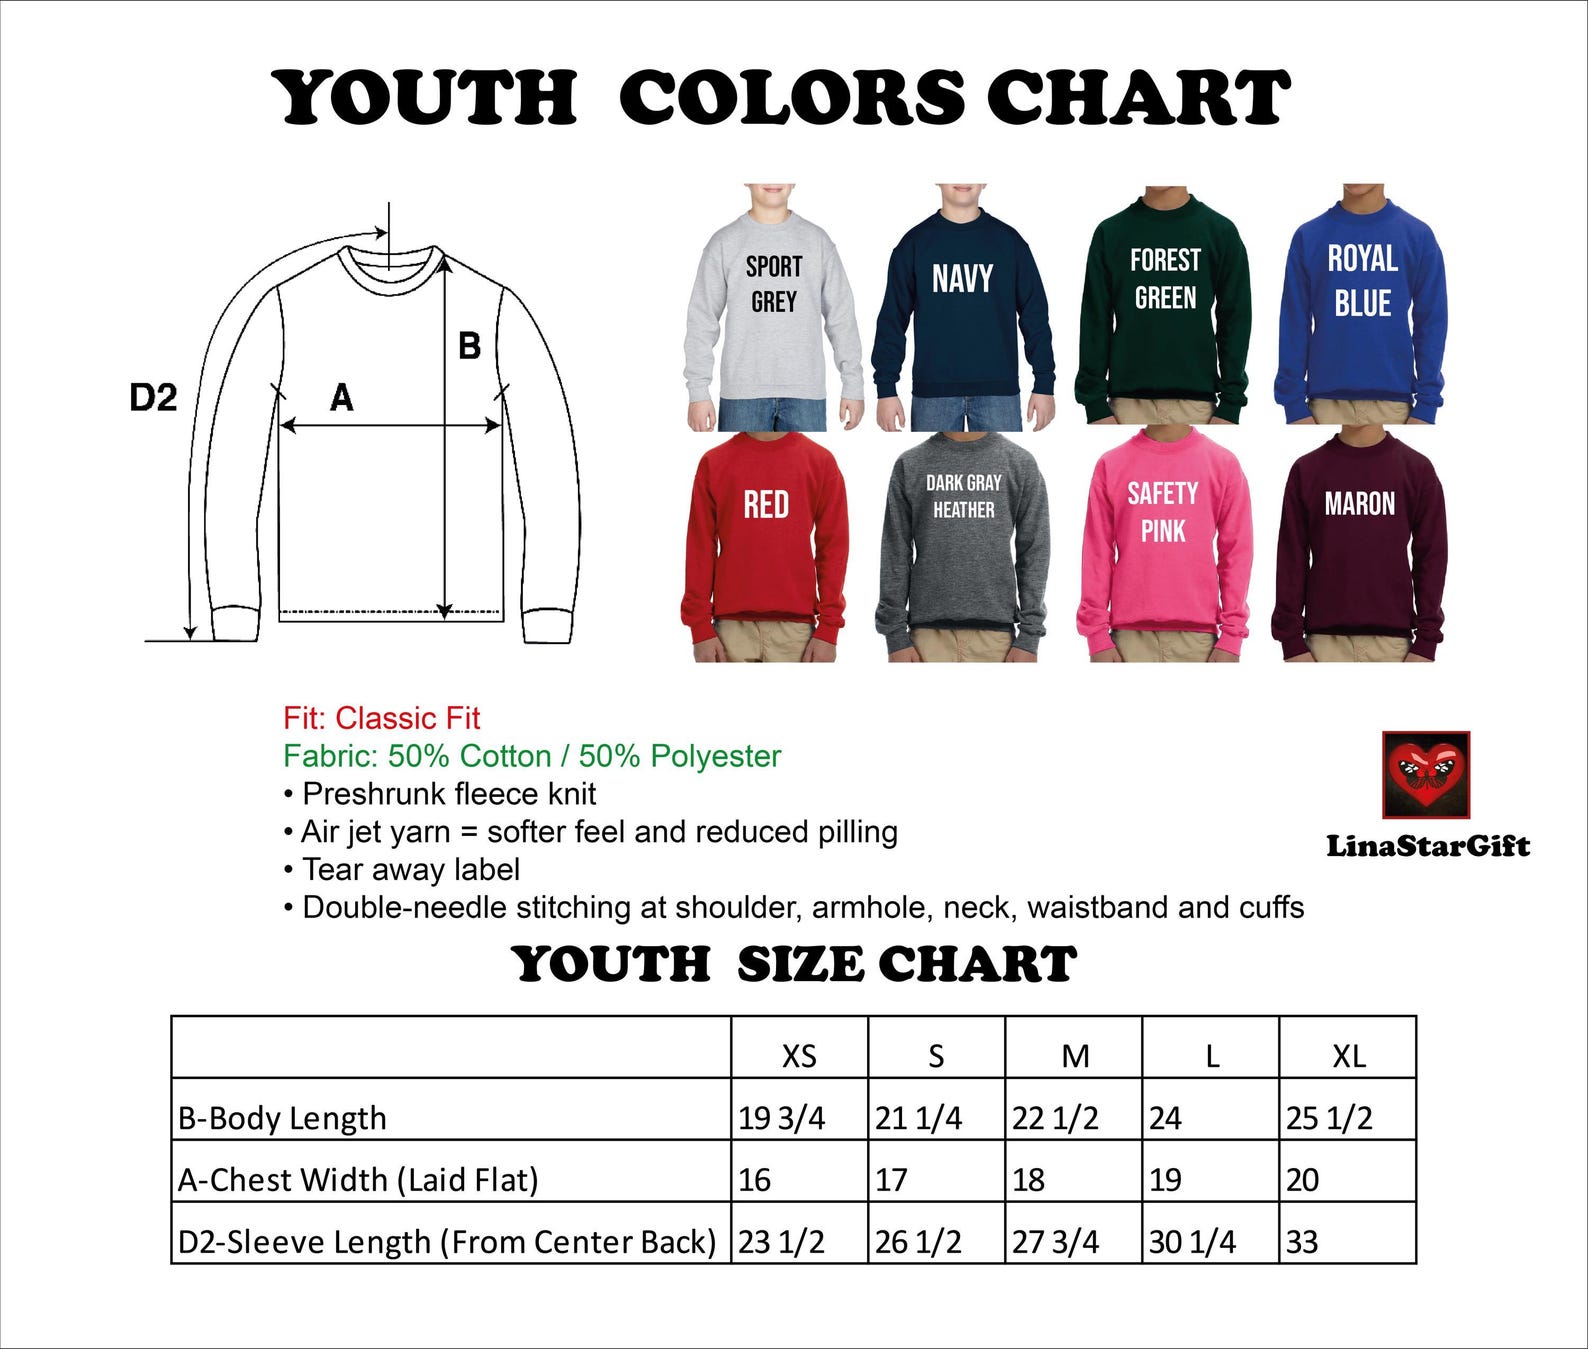 YOUTH COLORS CHART
D2
A
B
SPORT
GREY
NAVY
FOREST
GREEN
ROYAL
BLUE
RED
DARK GRAY
HEATHER
SAFETY
PINK
MARON
Fit: Classic Fit
Fabric: 50% Cotton / 50% Polyester
• Preshrunk fleece knit
• Air jet yarn = softer feel and reduced pilling
• Tear away label
• Double-needle stitching at shoulder, armhole, neck, waistband and cuffs
LinaStarGift
YOUTH SIZE CHART
XS S M L XL
B-Body Length 19 3/4 21 1/4 22 1/2 24 25 1/2
A-Chest Width (Laid Flat) 16 17 18 19 20
D2-Sleeve Length (From Center Back) 23 1/2 26 1/2 27 3/4 30 1/4 33